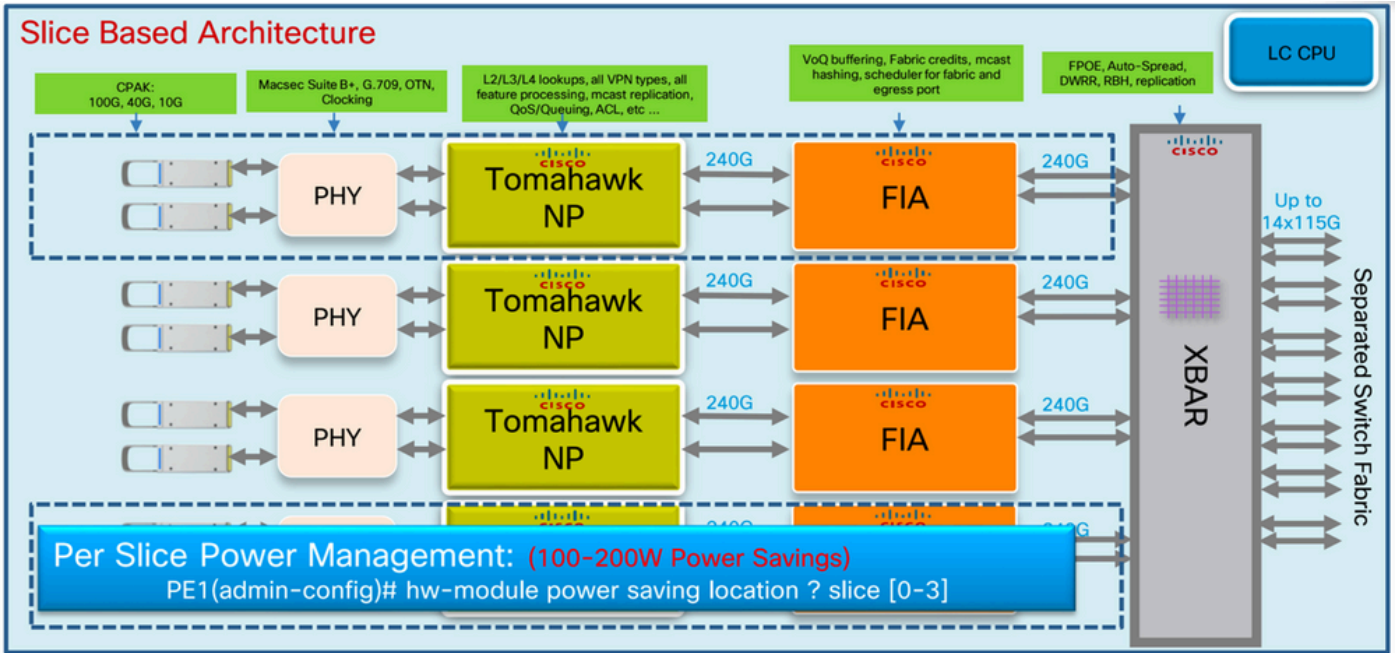 Slice Based Architecture
LC CPU
CPAK:
100G, 40G, 10G
Macsec Suite B+, G.709, OTN,
Clocking
L2/L3/L4 lookups, all VPN types, all
feature processing, mcast replication,
QoS/Queuing, ACL, etc ...
VoQ buffering, Fabric credits, mcast
hashing, scheduler for fabric and
egress port
FPOE, Auto-Spread,
DWRR, RBH, replication
PHY
CISCO
Tomahawk
NP
240G
CISCO
FIA
240G
CISCO
XBAR
Up to
14x115G
Separated Switch Fabric
PHY
CISCO
Tomahawk
NP
240G
CISCO
FIA
240G
PHY
CISCO
Tomahawk
NP
240G
CISCO
FIA
240G
Per Slice Power Management: (100-200W Power Savings)
PE1(admin-config)# hw-module power saving location ? slice [0-3]